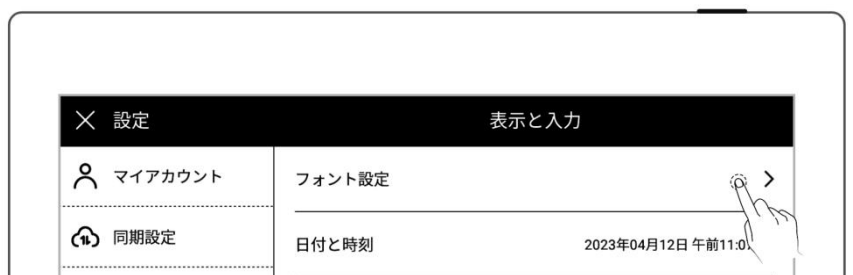 設定
表示と入力
マイアカウント
フォント設定
同期設定
日付と時刻
2023年04月12日 午前11:0